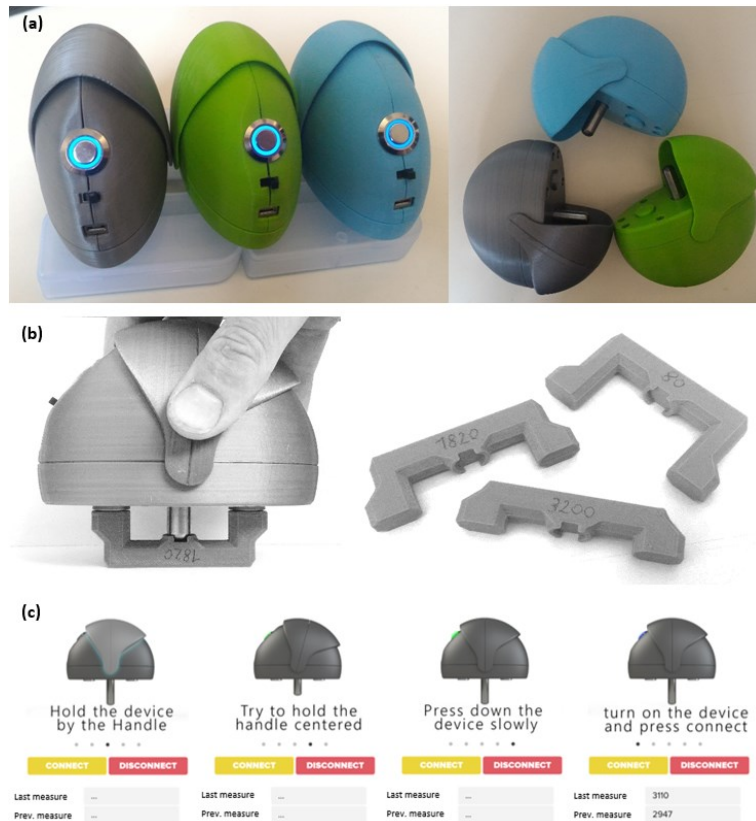 (a)
(b)
1820
1820
80
3200
(c)
Hold the device
by the Handle
CONNECT DISCONNECT
Last measure ...
Prev. measure ...
Try to hold the
handle centered
CONNECT DISCONNECT
Last measure ...
Prev. measure ...
Press down the
device slowly
CONNECT DISCONNECT
Last measure ...
Prev. measure ...
turn on the device
and press connect
CONNECT DISCONNECT
Last measure 3110
Prev. measure 2947